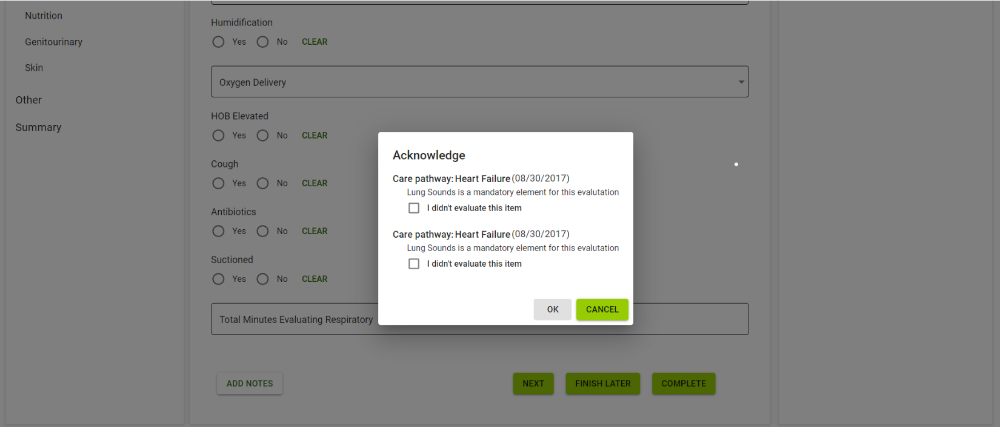 Nutrition
Genitourinary
Skin
Other
Summary
Humidification
Yes No CLEAR
Oxygen Delivery
HOB Elevated
Yes No CLEAR
Cough
Yes No CLEAR
Antibiotics
Yes No CLEAR
Suctioned
Yes No CLEAR
Total Minutes Evaluating Respiratory
ADD NOTES NEXT FINISH LATER COMPLETE
Acknowledge
Care pathway: Heart Failure (08/30/2017)
Lung Sounds is a mandatory element for this evalutation
I didn't evaluate this item
Care pathway: Heart Failure (08/30/2017)
Lung Sounds is a mandatory element for this evalutation
I didn't evaluate this item
OK CANCEL